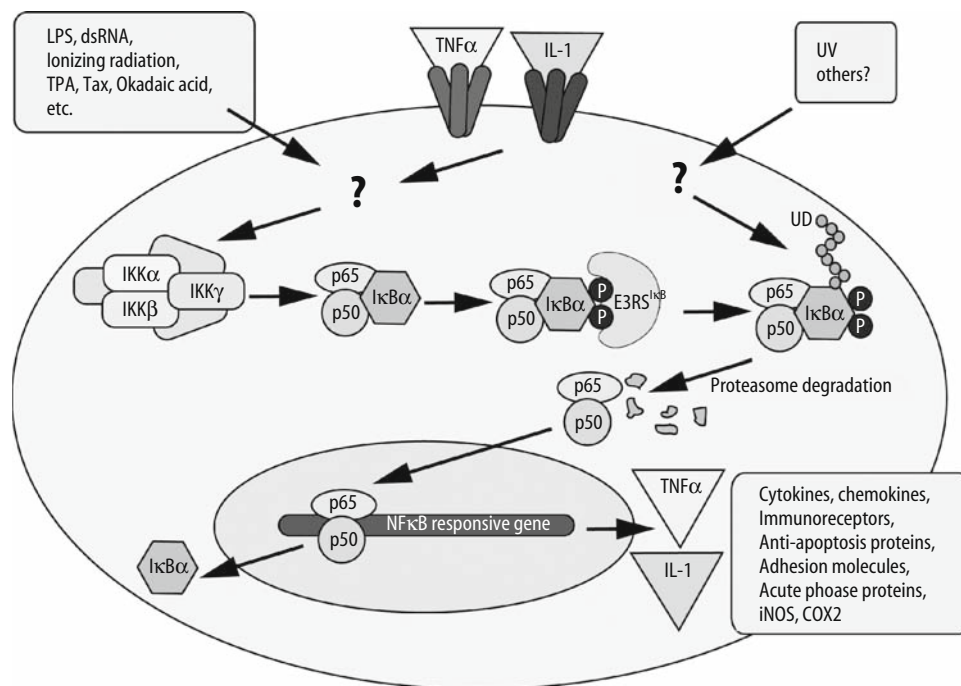 LPS, dsRNA,
Ionizing radiation,
TPA, Tax, Okadaic acid,
etc.
TNFα
IL-1
UV
others?
?
?
UD
IKKα
IKKβ
IKKγ
p65
p50
IκBα
p65
p50
IκBα
P
P
E3RSIκB
p65
p50
IκBα
P
P
p65
p50
Proteasome degradation
p65
p50
NFκB responsive gene
IκBα
TNFα
IL-1
Cytokines, chemokines,
Immunoreceptors,
Anti-apoptosis proteins,
Adhesion molecules,
Acute phoase proteins,
iNOS, COX2